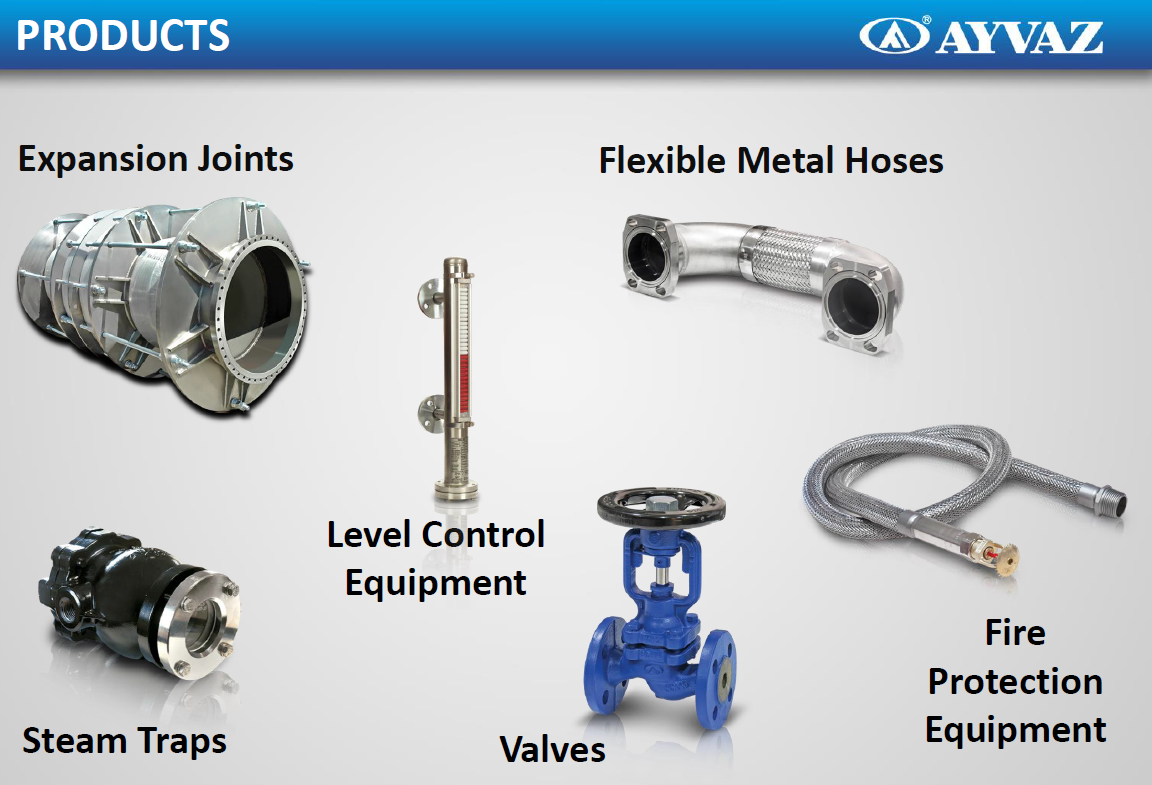 PRODUCTS
® AYVAZ
Expansion Joints
Flexible Metal Hoses
Level Control
Equipment
Fire
Protection
Equipment
Steam Traps
Valves